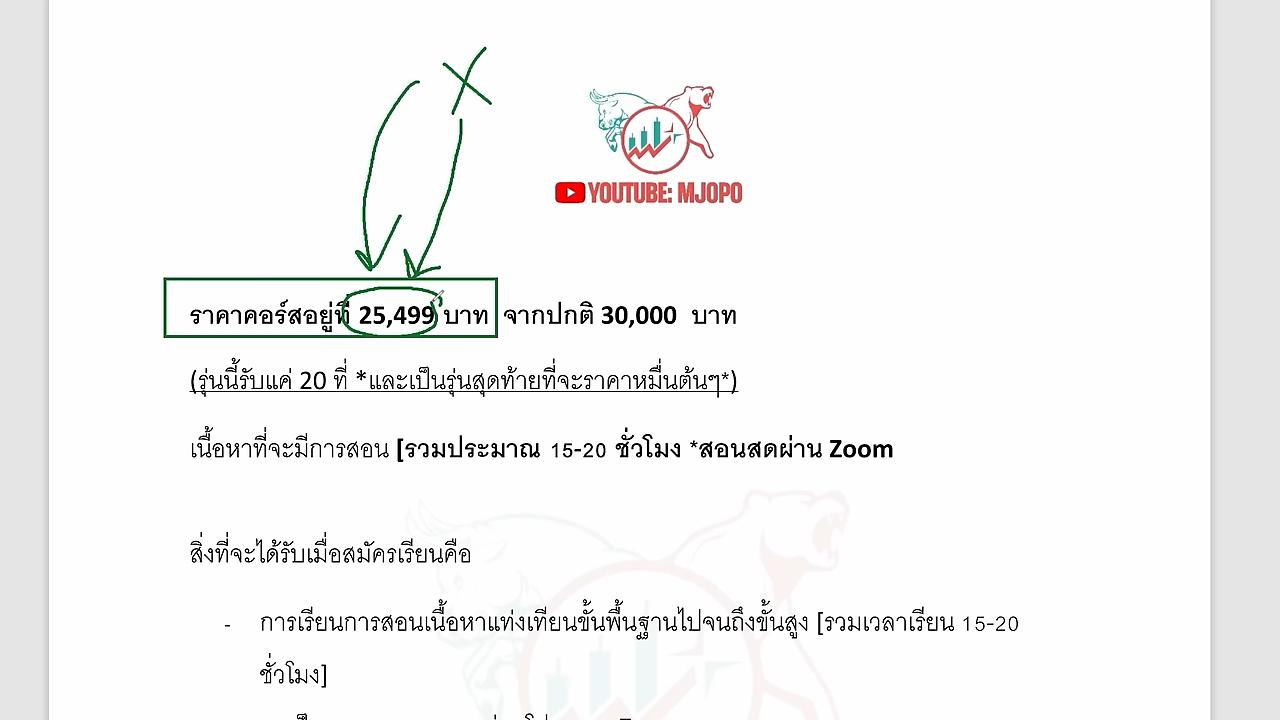 YOUTUBE: MJOPO
ราคาคอร์สอยู่ที่ 25,499 บาท จากปกติ 30,000 บาท
(รุ่นนี้รับแค่ 20 ที่ *และเป็นรุ่นสุดท้ายที่จะราคาหมื่นต้นๆ*)
เนื้อหาที่จะมีการสอน [รวมประมาณ 15-20 ชั่วโมง *สอนสดผ่าน Zoom
สิ่งที่จะได้รับเมื่อสมัครเรียนคือ
- การเรียนการสอนเนื้อหาแท่งเทียนขั้นพื้นฐานไปจนถึงขั้นสูง [รวมเวลาเรียน 15-20
ชั่วโมง]